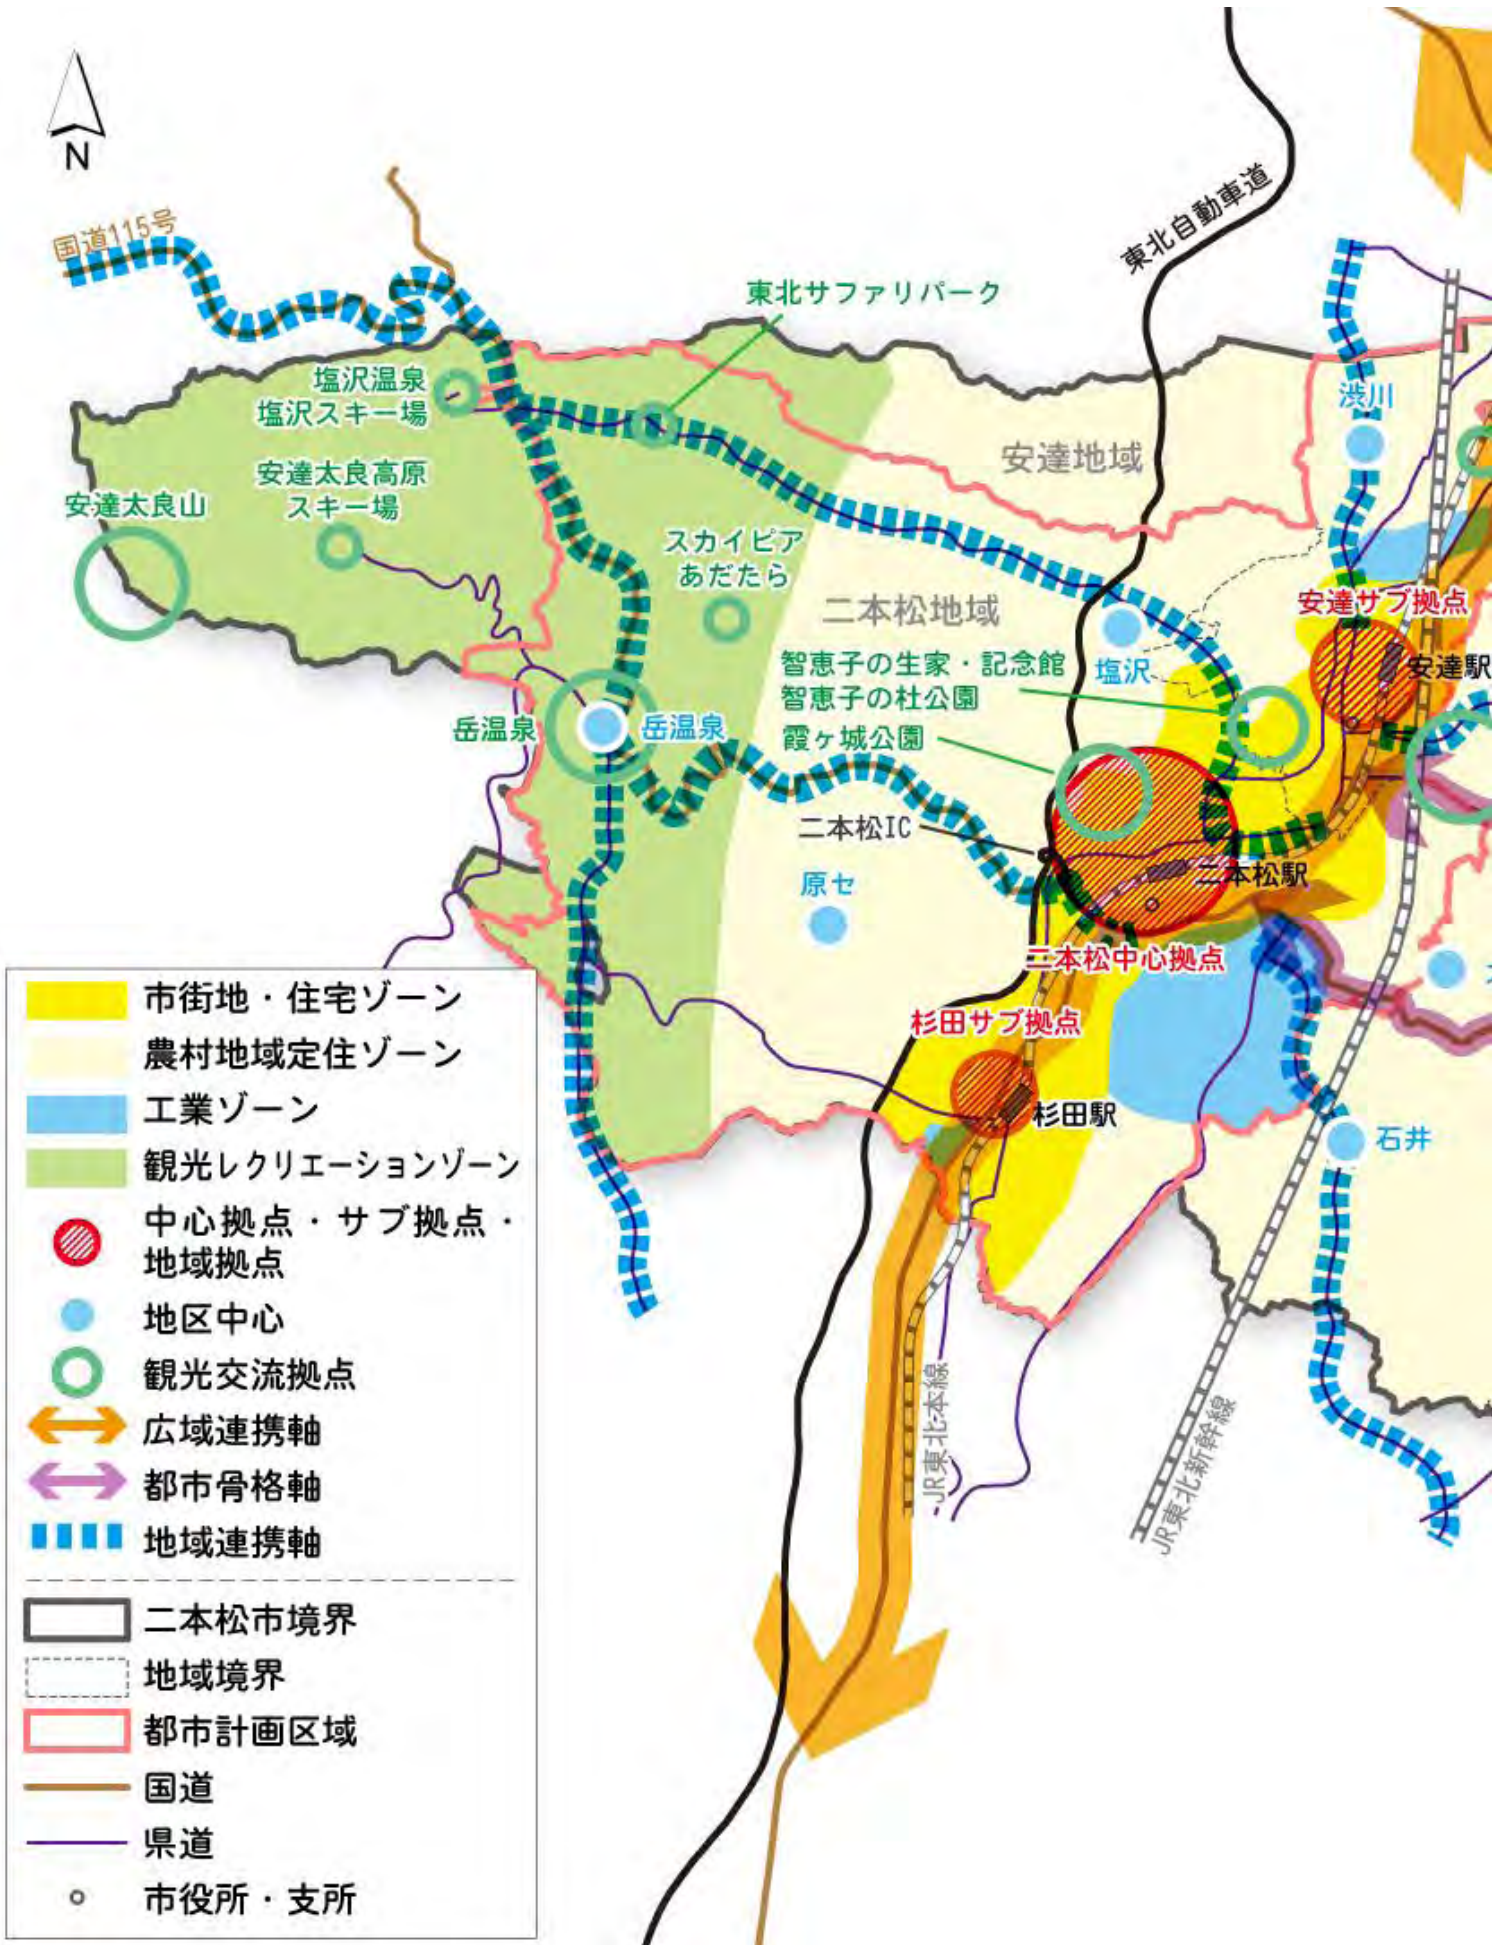 N
国道115号
東北自動車道
東北サファリパーク
塩沢温泉
塩沢スキー場
渋川
安達太良高原
スキー場
安達地域
安達太良山
スカイピア
あだたら
二本松地域
安達サブ拠点
智恵子の生家・記念館
智恵子の杜公園
塩沢
安達駅
岳温泉
岳温泉
霞ヶ城公園
二本松IC
二本松駅
原セ
二本松中心拠点
杉田サブ拠点
杉田駅
石井
JR東北本線
JR東北新幹線
市街地・住宅ゾーン
農村地域定住ゾーン
工業ゾーン
観光レクリエーションゾーン
中心拠点・サブ拠点・
地域拠点
地区中心
観光交流拠点
広域連携軸
都市骨格軸
地域連携軸
二本松市境界
地域境界
都市計画区域
国道
県道
市役所・支所